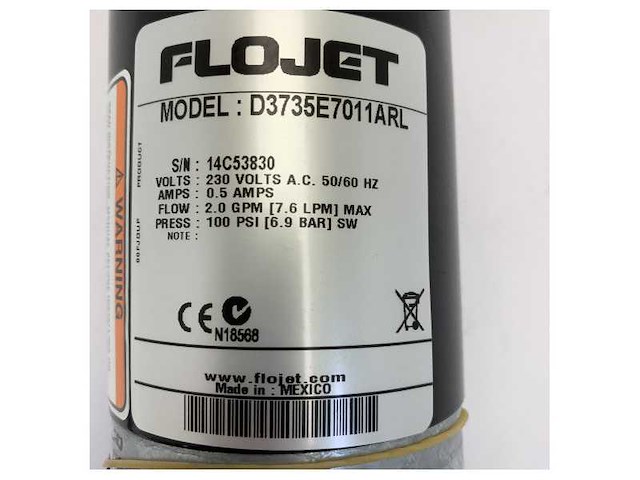 FLOJET
MODEL : D3735E7011ARL
S/N : 14C53830
VOLTS : 230 VOLTS A.C. 50/60 HZ
AMPS : 0.5 AMPS
FLOW : 2.0 GPM [7.6 LPM] MAX
PRESS : 100 PSI [6.9 BAR] SW
NOTE :
CE
N18568
www.flojet.com
Made in : MEXICO
PRODUCT
WARNING